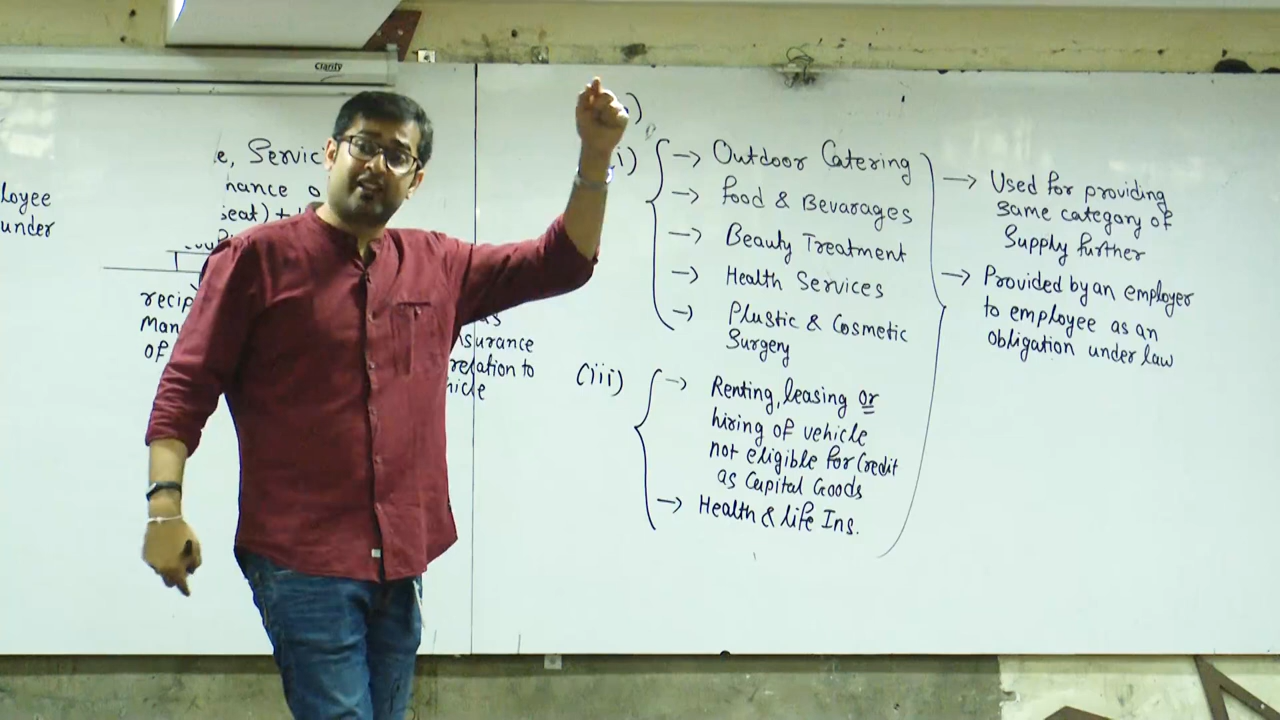 clarity
loyee
under
e, Servic
nance o
seat) +
recip
Man
of
surance
relation to
hicle
i)
→ Outdoor Catering
→ Food & Bevarages
→ Beauty Treatment
→ Health Services
→ Plustic & Cosmetic
Surgery
(iii)
→ Renting, leasing or
hiring of vehicle
not eligible for Credit
as Capital Goods
→ Health & life Ins.
→ Used for providing
same category of
Supply further
→ Provided by an employer
to employee as an
obligation under law